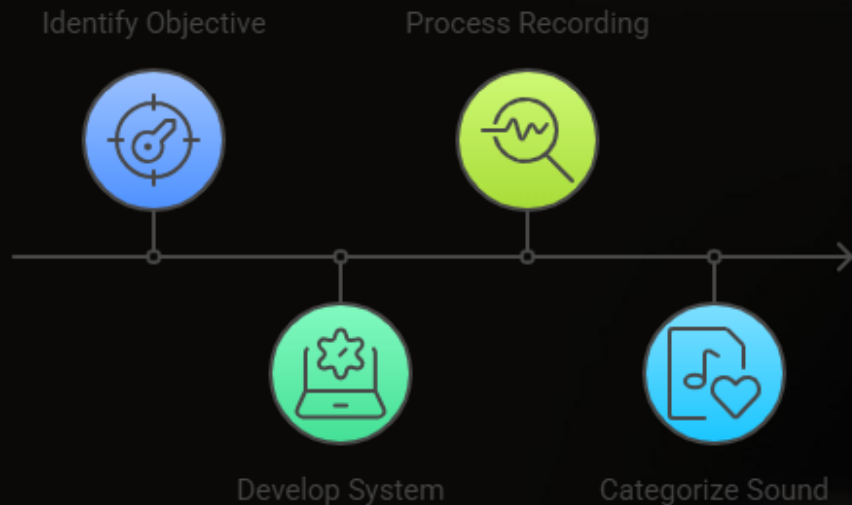 Identify Objective
Process Recording
Develop System
Categorize Sound